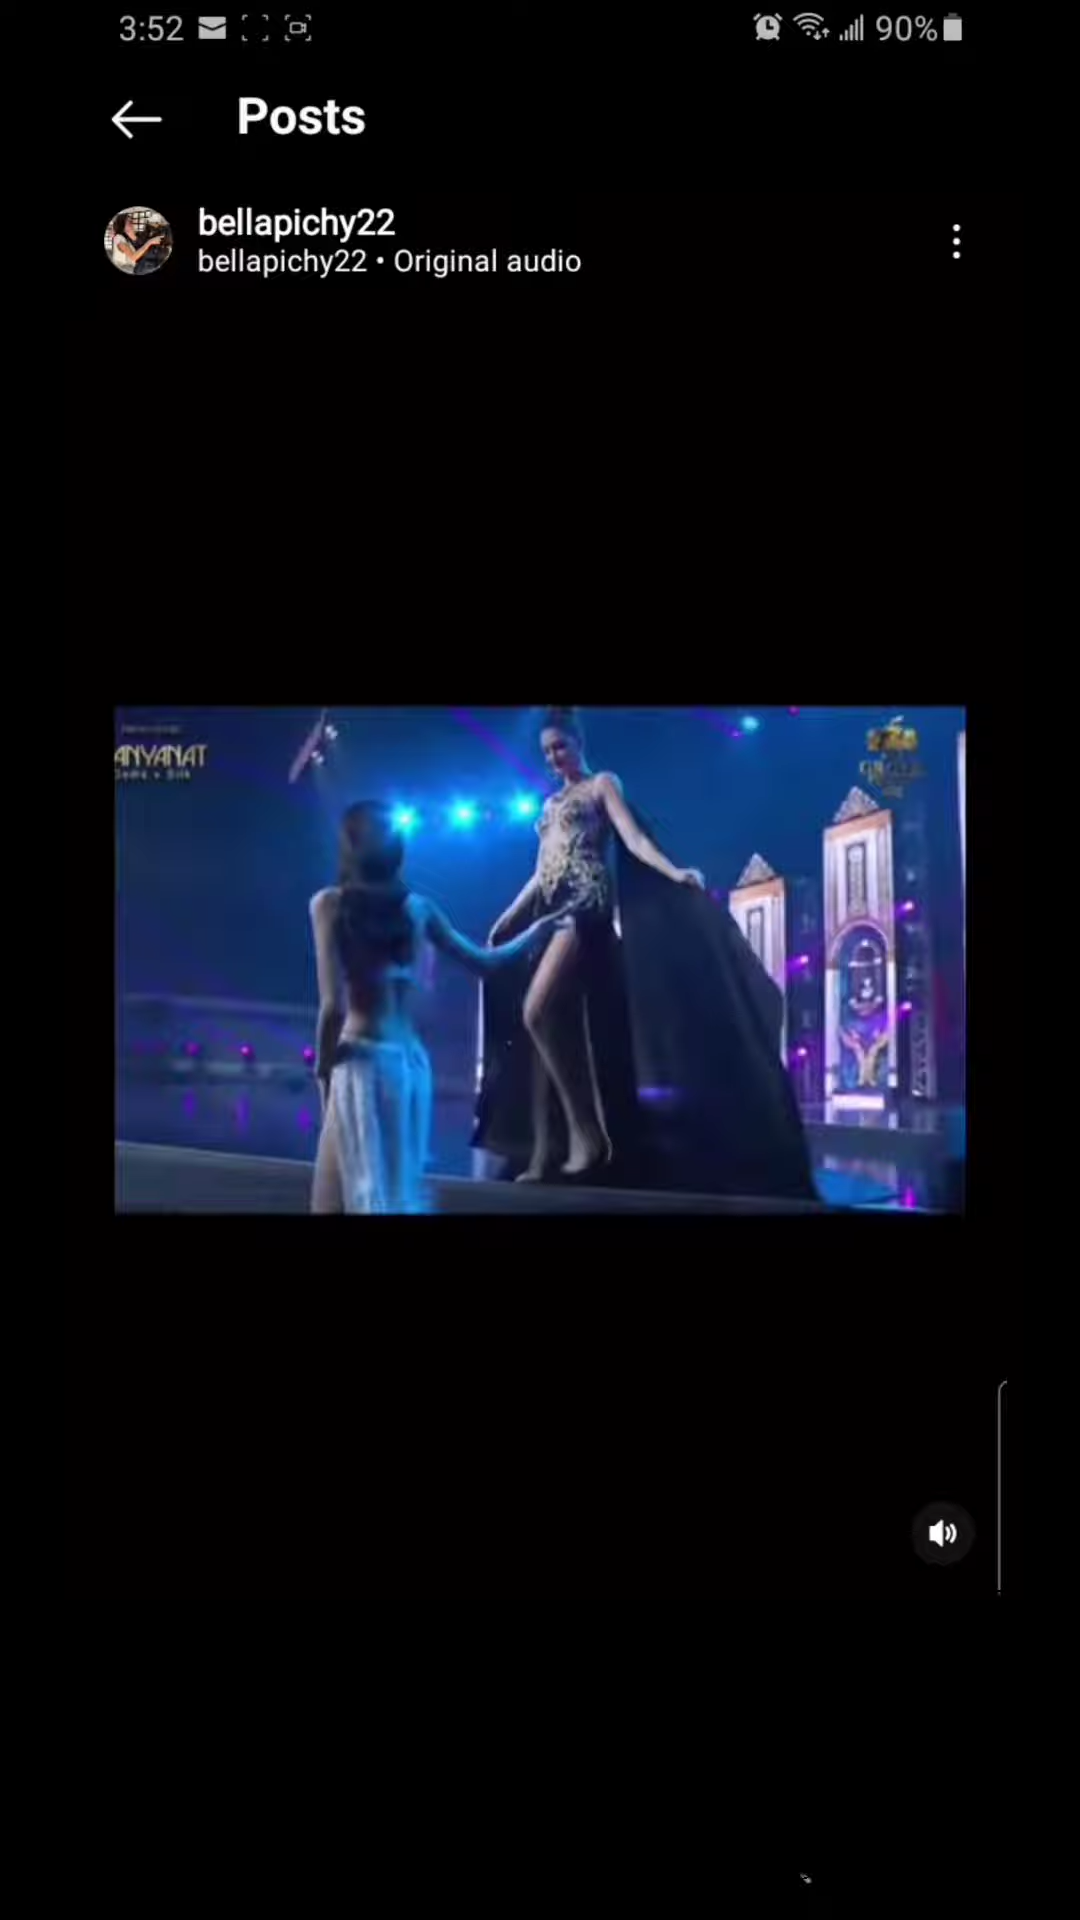 3:52 90%
Posts
bellapichy22
bellapichy22 • Original audio
ANYANAT